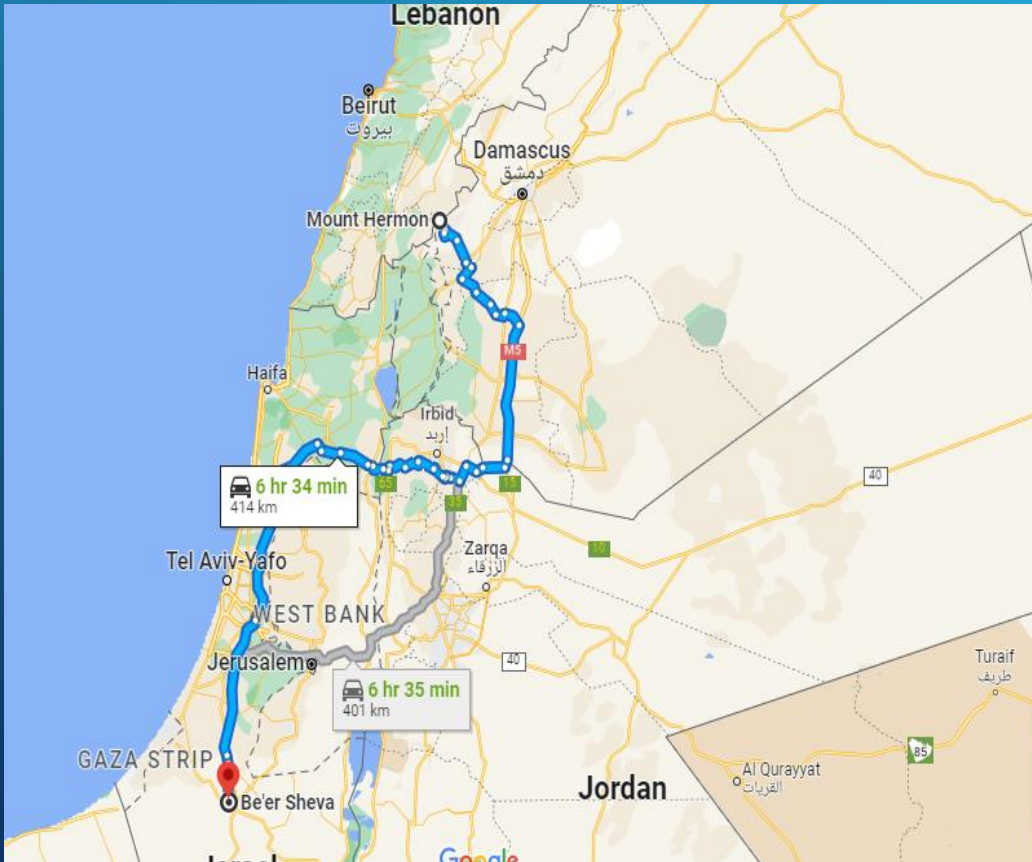 Lebanon
Beirut
بيروت
Damascus
دمشق
Mount Hermon
M5
Haifa
Irbid
إربد
6 hr 34 min
414 km
65
15
35
40
10
Zarqa
الزرقاء
Tel Aviv-Yafo
WEST BANK
Jerusalem
40
Turaif
طريف
6 hr 35 min
401 km
85
GAZA STRIP
Al Qurayyat
القريات
Jordan
Be'er Sheva
Israel
Google